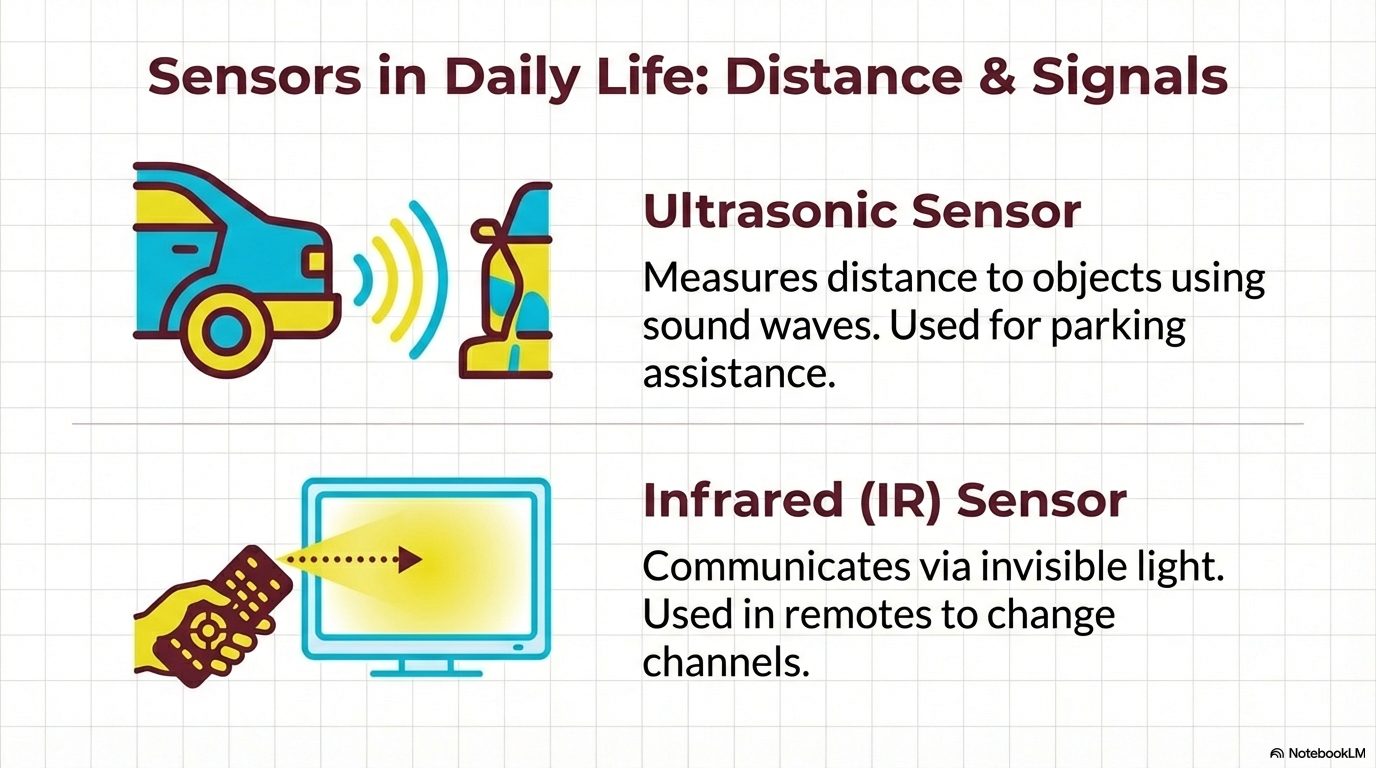 Sensors in Daily Life: Distance & Signals
Ultrasonic Sensor
Measures distance to objects using
sound waves. Used for parking
assistance.
Infrared (IR) Sensor
Communicates via invisible light.
Used in remotes to change
channels.
NotebookLM